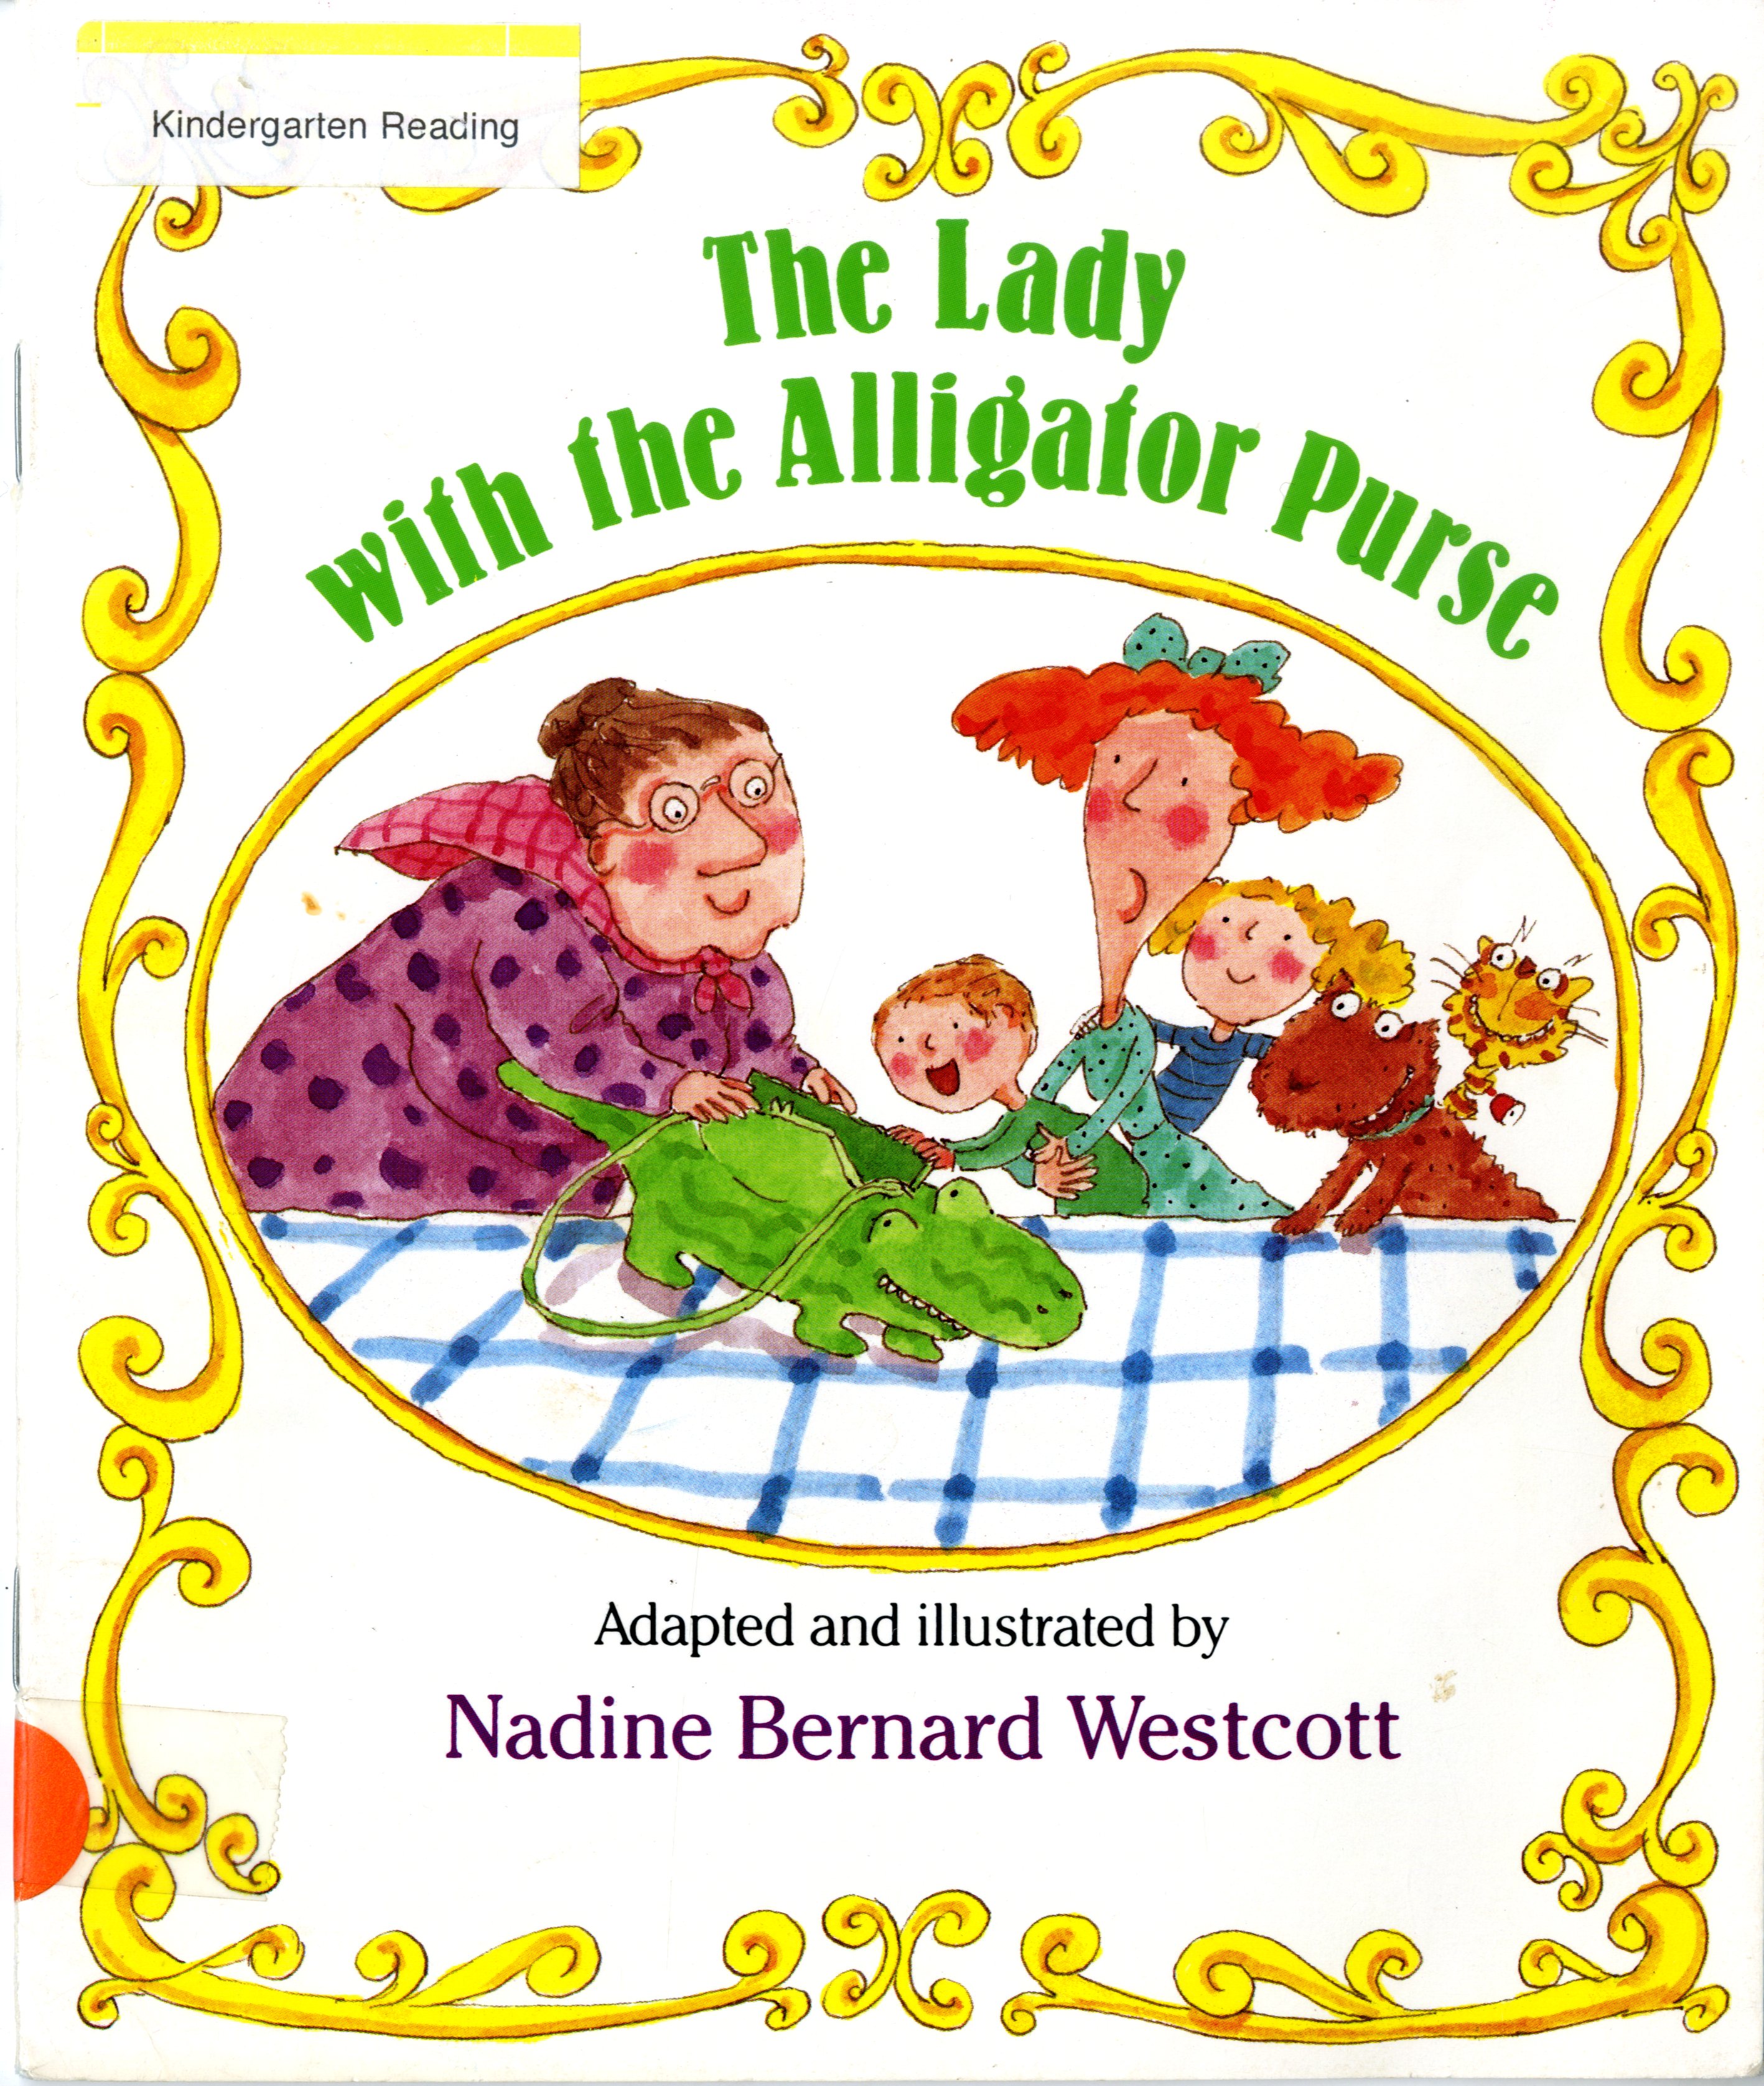 Kindergarten Reading
The Lady
with the Alligator Purse
Adapted and illustrated by
Nadine Bernard Westcott